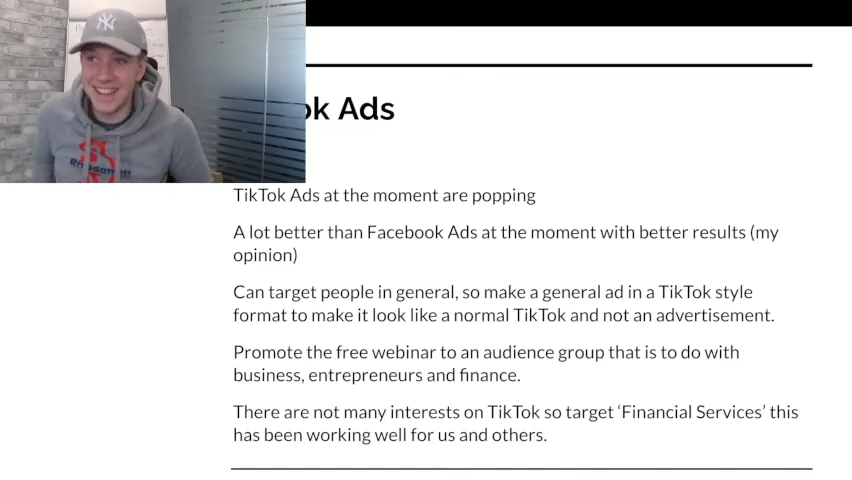 NY
ok Ads
TikTok Ads at the moment are popping
A lot better than Facebook Ads at the moment with better results (my
opinion)
Can target people in general, so make a general ad in a TikTok style
format to make it look like a normal TikTok and not an advertisement.
Promote the free webinar to an audience group that is to do with
business, entrepreneurs and finance.
There are not many interests on TikTok so target ‘Financial Services’ this
has been working well for us and others.